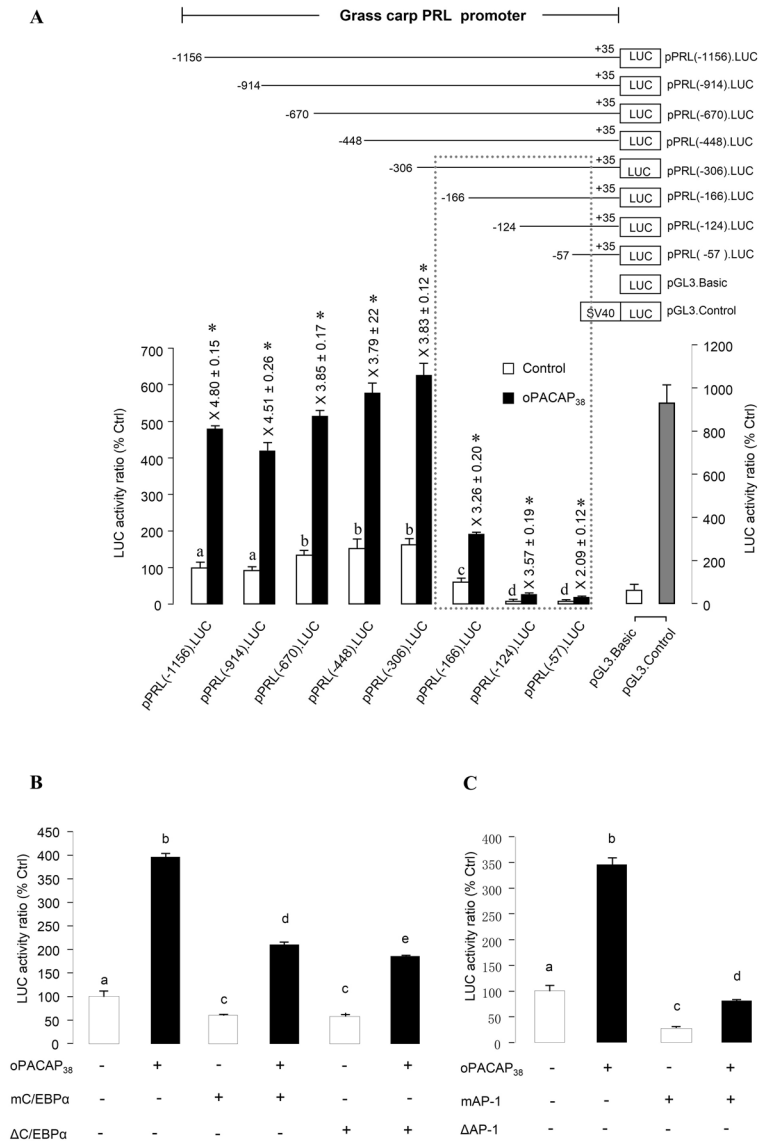 A
Grass carp PRL promoter
-1156 +35 LUC pPRL(-1156).LUC
-914 +35 LUC pPRL(-914).LUC
-670 +35 LUC pPRL(-670).LUC
-448 +35 LUC pPRL(-448).LUC
-306 +35 LUC pPRL(-306).LUC
-166 +35 LUC pPRL(-166).LUC
-124 +35 LUC pPRL(-124).LUC
-57 +35 LUC pPRL( -57 ).LUC
LUC pGL3.Basic
SV40 LUC pGL3.Control
LUC activity ratio (% Ctrl)
700
600
500
400
300
200
100
0
a X 4.80 ± 0.15 *
a X 4.51 ± 0.26 *
b X 3.85 ± 0.17 *
b X 3.79 ± 22 *
b X 3.83 ± 0.12 *
c X 3.26 ± 0.20 *
d X 3.57 ± 0.19 *
d X 2.09 ± 0.12 *
Control
oPACAP38
1200
1000
800
600
400
200
0
LUC activity ratio (% Ctrl)
pPRL(-1156).LUC
pPRL(-914).LUC
pPRL(-670).LUC
pPRL(-448).LUC
pPRL(-306).LUC
pPRL(-166).LUC
pPRL(-124).LUC
pPRL(-57).LUC
pGL3.Basic
pGL3.Control
B
LUC activity ratio (% Ctrl)
450
400
350
300
250
200
150
100
50
0
a b c d c e
oPACAP38 - + - + - +
mC/EBPα - - + + - -
ΔC/EBPα - - - - + +
C
LUC activity ratio (% Ctrl)
400
350
300
250
200
150
100
50
0
a b c d
oPACAP38 - + - +
mAP-1 - - + +
ΔAP-1 - - - -